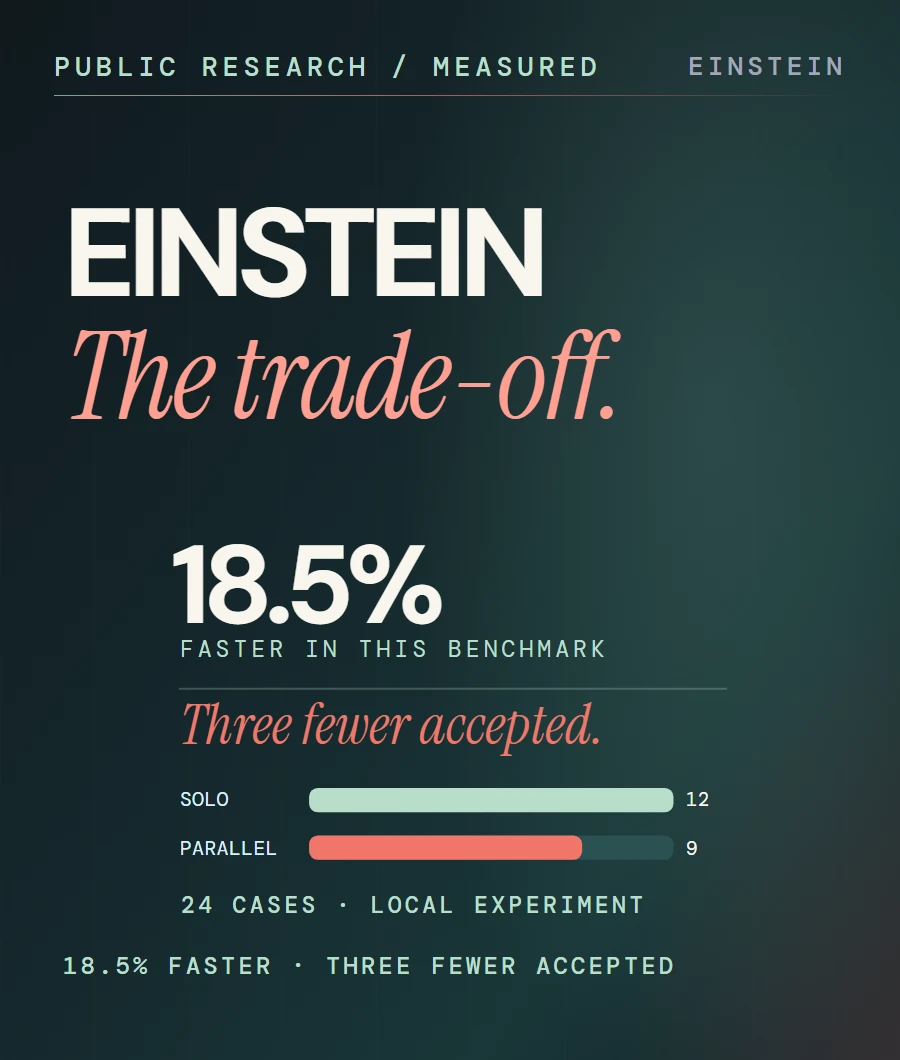 PUBLIC RESEARCH / MEASURED EINSTEIN
EINSTEIN
The trade-off.
18.5%
FASTER IN THIS BENCHMARK
Three fewer accepted.
SOLO 12
PARALLEL 9
24 CASES · LOCAL EXPERIMENT
18.5% FASTER · THREE FEWER ACCEPTED